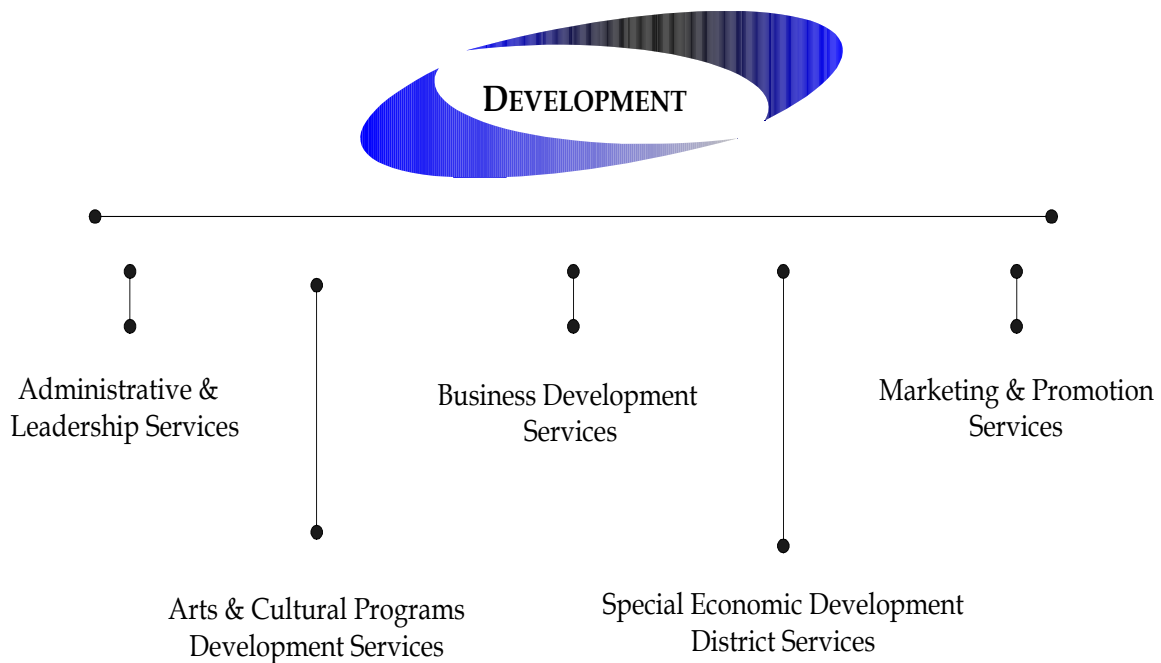 DEVELOPMENT
Administrative &
Leadership Services
Business Development
Services
Marketing & Promotion
Services
Arts & Cultural Programs
Development Services
Special Economic Development
District Services